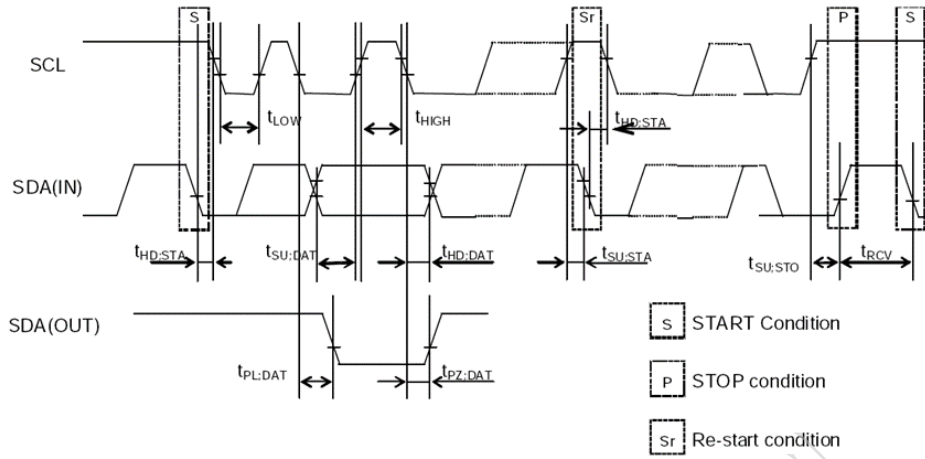 S Sr P S
SCL
tLOW tHIGH tHD;STA
SDA(IN)
tHD;STA tSU;DAT tHD;DAT tSU;STA tSU;STO tRCV
SDA(OUT)
tPL;DAT tPZ;DAT
S START Condition
P STOP condition
Sr Re-start condition